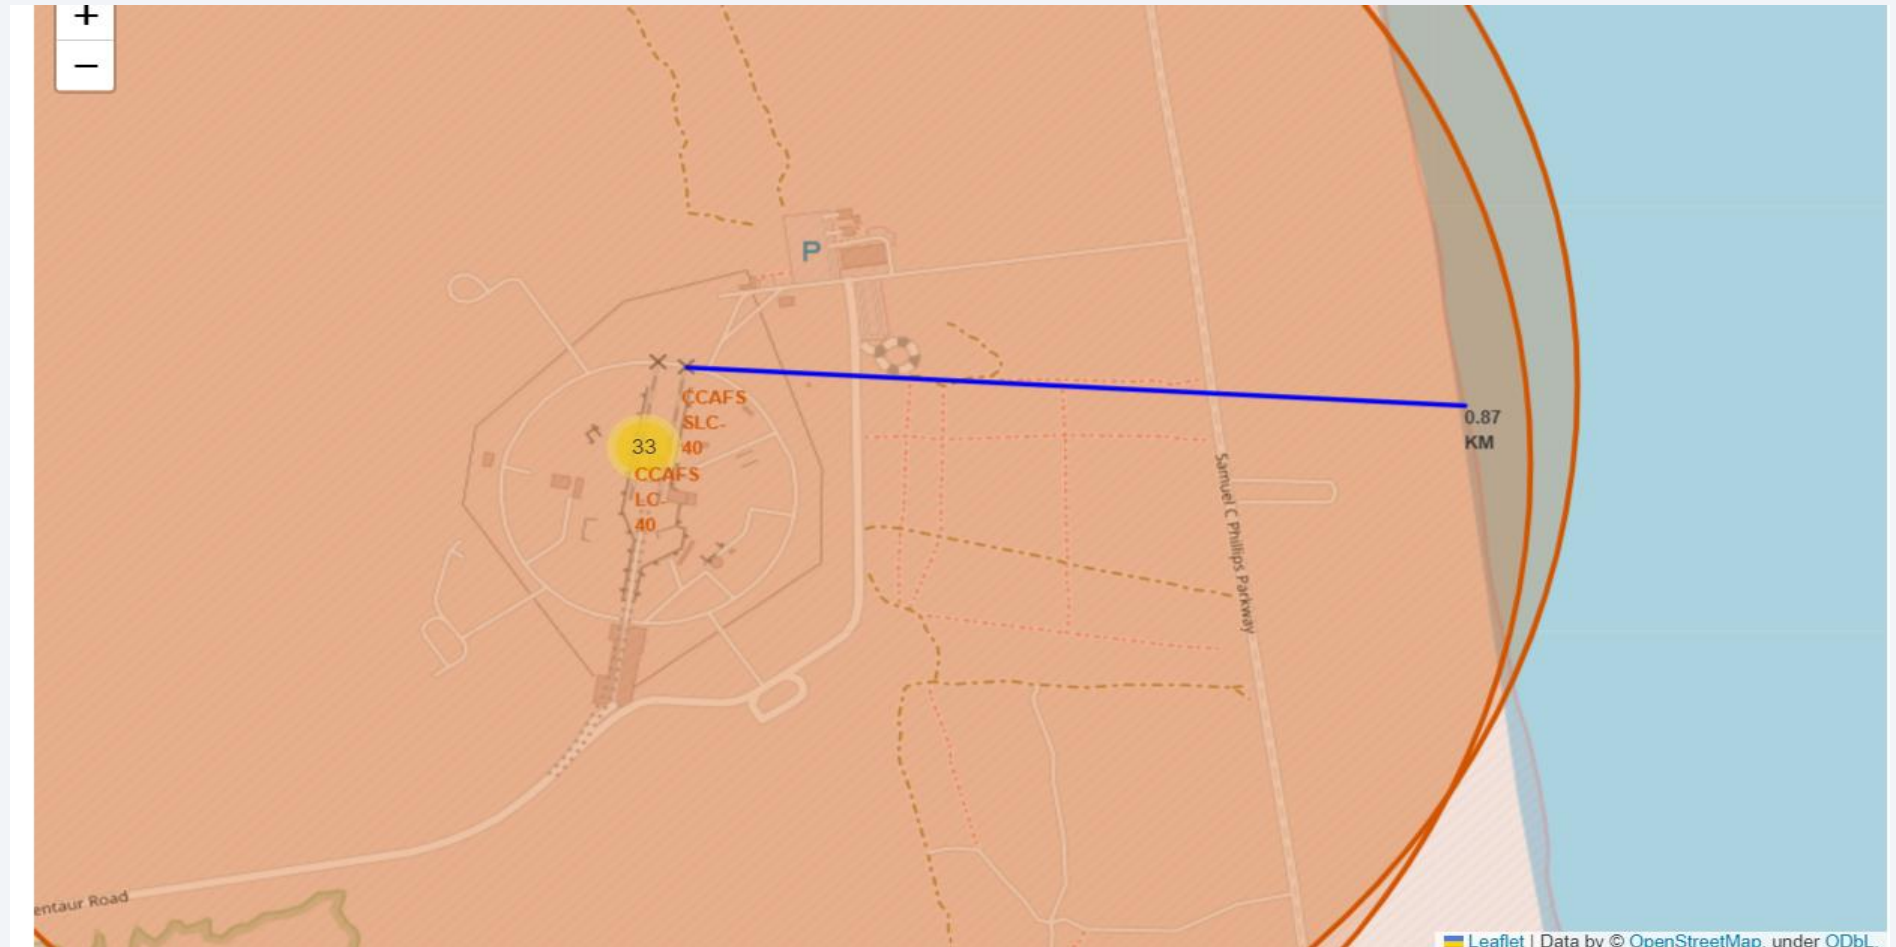 +
−
P
CCAFS
SLC-
40
33
CCAFS
LC-
40
0.87
KM
Samuel C Phillips Parkway
entaur Road
Leaflet | Data by © OpenStreetMap, under ODbL.